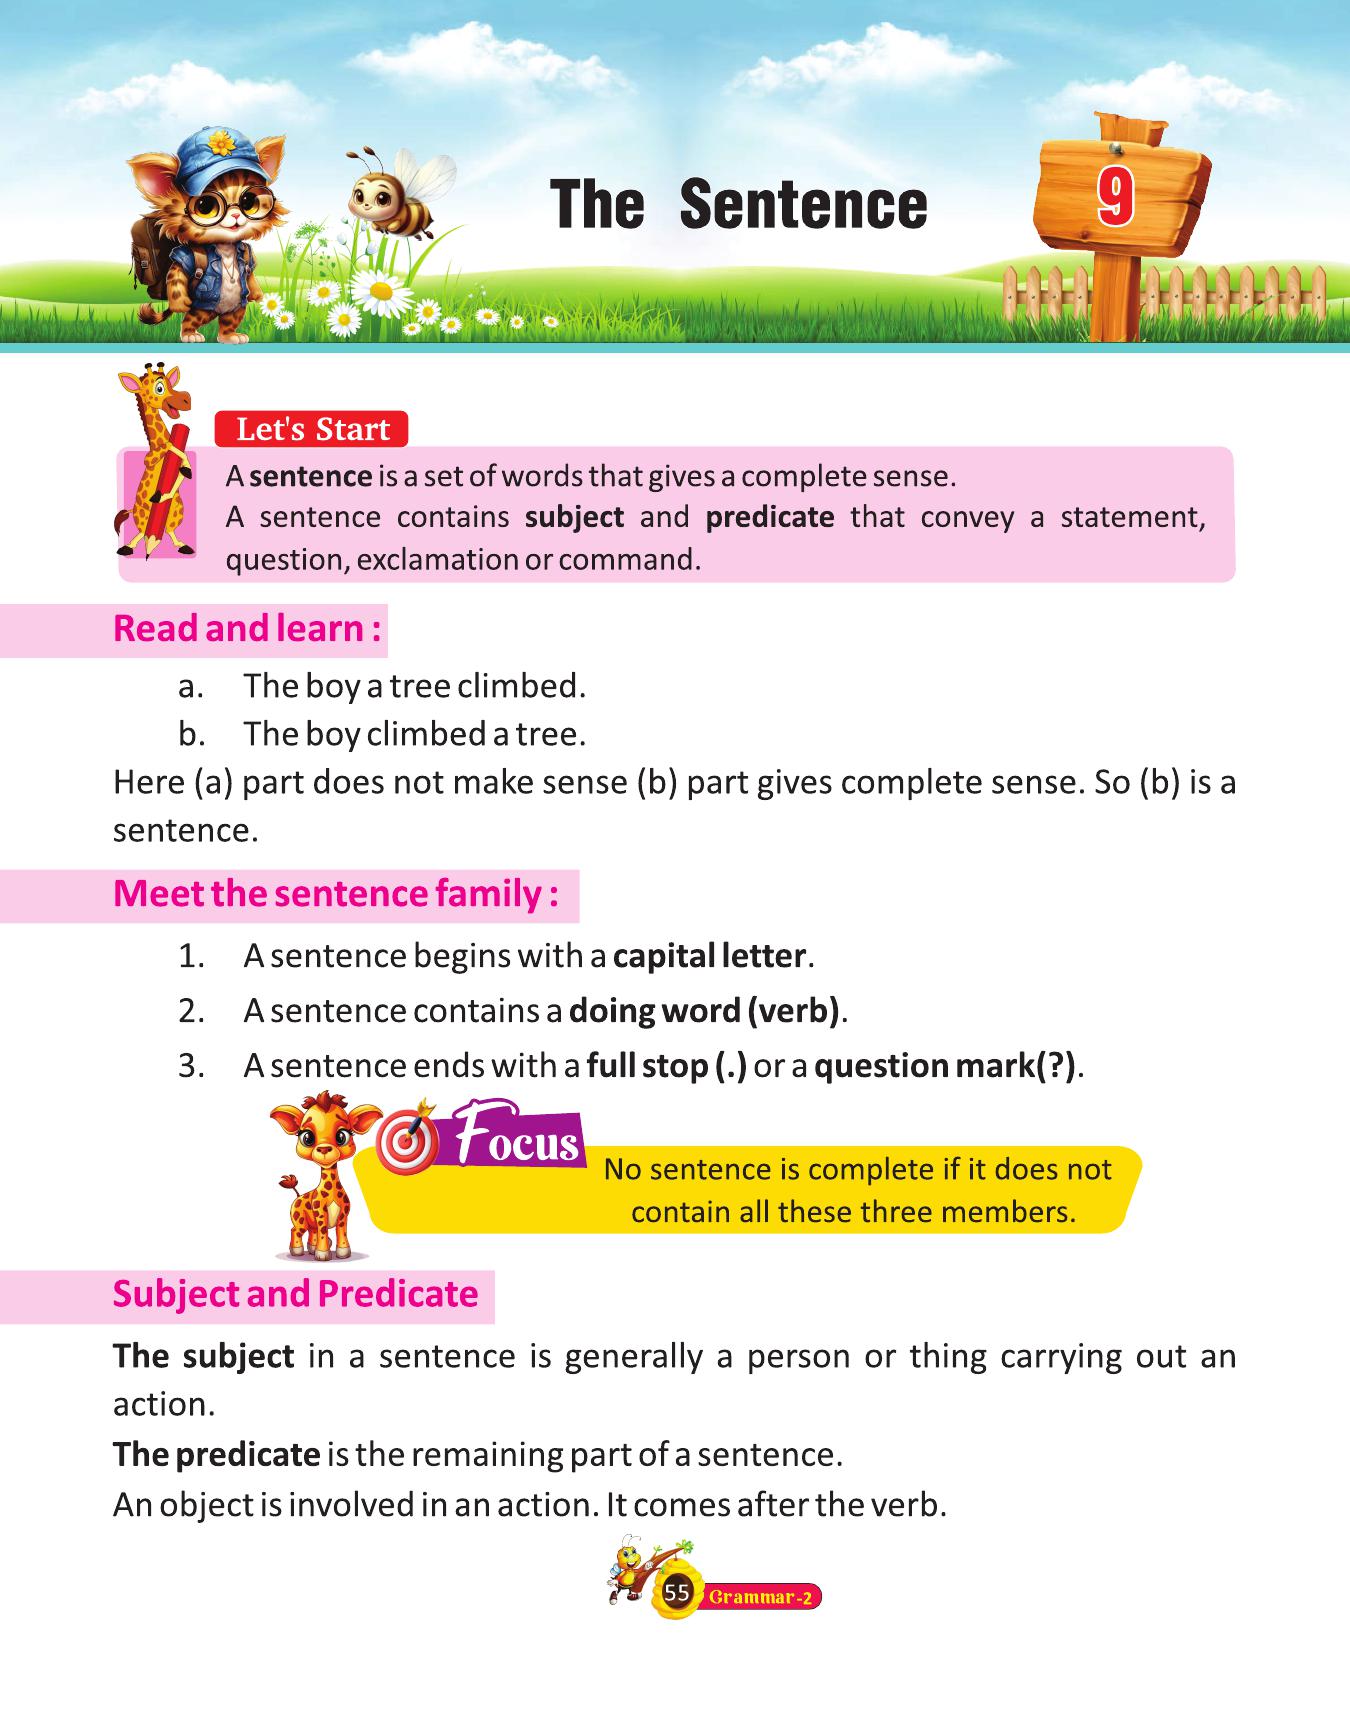 The Sentence
9
Let's Start
A sentence is a set of words that gives a complete sense.
A sentence contains subject and predicate that convey a statement,
question, exclamation or command.
Read and learn :
a. The boy a tree climbed.
b. The boy climbed a tree.
Here (a) part does not make sense (b) part gives complete sense. So (b) is a
sentence.
Meet the sentence family :
1. A sentence begins with a capital letter.
2. A sentence contains a doing word (verb).
3. A sentence ends with a full stop (.) or a question mark(?).
Focus
No sentence is complete if it does not
contain all these three members.
Subject and Predicate
The subject in a sentence is generally a person or thing carrying out an
action.
The predicate is the remaining part of a sentence.
An object is involved in an action. It comes after the verb.
55 Grammar-2